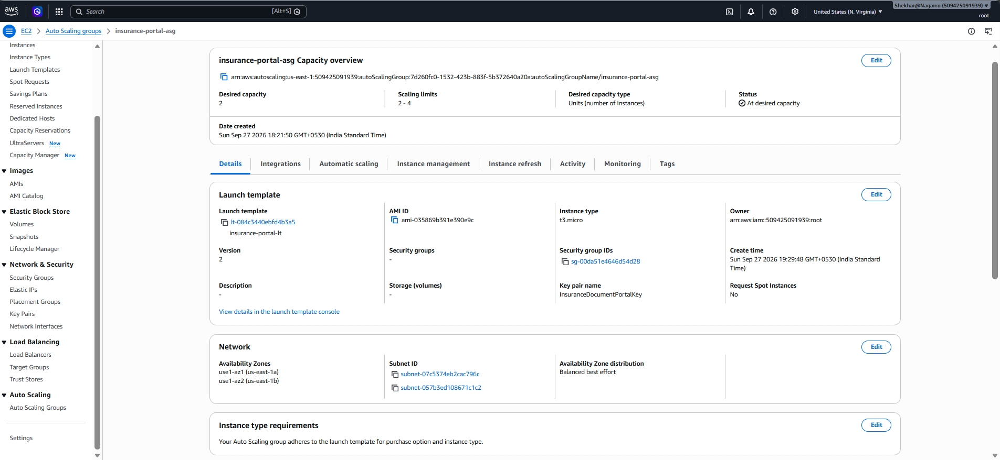 aws
Search
[Alt+S]
United States (N. Virginia)
Shekhar@Nagarro (509425091939)
root
EC2
Auto Scaling groups
insurance-portal-asg
Instances
Instance Types
Launch Templates
Spot Requests
Savings Plans
Reserved Instances
Dedicated Hosts
Capacity Reservations
UltraServers New
Capacity Manager New
Images
AMIs
AMI Catalog
Elastic Block Store
Volumes
Snapshots
Lifecycle Manager
Network & Security
Security Groups
Elastic IPs
Placement Groups
Key Pairs
Network Interfaces
Load Balancing
Load Balancers
Target Groups
Trust Stores
Auto Scaling
Auto Scaling Groups
Settings
insurance-portal-asg Capacity overview
Edit
arn:aws:autoscaling:us-east-1:509425091939:autoScalingGroup:7d260fc0-1532-423b-883f-5b372640a20a:autoScalingGroupName/insurance-portal-asg
Desired capacity
2
Scaling limits
2 - 4
Desired capacity type
Units (number of instances)
Status
At desired capacity
Date created
Sun Sep 27 2026 18:21:50 GMT+0530 (India Standard Time)
Details
Integrations
Automatic scaling
Instance management
Instance refresh
Activity
Monitoring
Tags
Launch template
Edit
Launch template
lt-084c3440ebfd4b3a5
insurance-portal-lt
AMI ID
ami-035869b391e390e9c
Instance type
t3.micro
Owner
arn:aws:iam::509425091939:root
Version
2
Security groups
-
Security group IDs
sg-00da51e4646d54d28
Create time
Sun Sep 27 2026 19:29:48 GMT+0530 (India Standard
Time)
Description
-
Storage (volumes)
-
Key pair name
InsuranceDocumentPortalKey
Request Spot Instances
No
View details in the launch template console
Network
Edit
Availability Zones
use1-az1 (us-east-1a)
use1-az2 (us-east-1b)
Subnet ID
subnet-07c5374eb2cac796c
subnet-057b3ed108671c1c2
Availability Zone distribution
Balanced best effort
Instance type requirements
Edit
Your Auto Scaling group adheres to the launch template for purchase option and instance type.